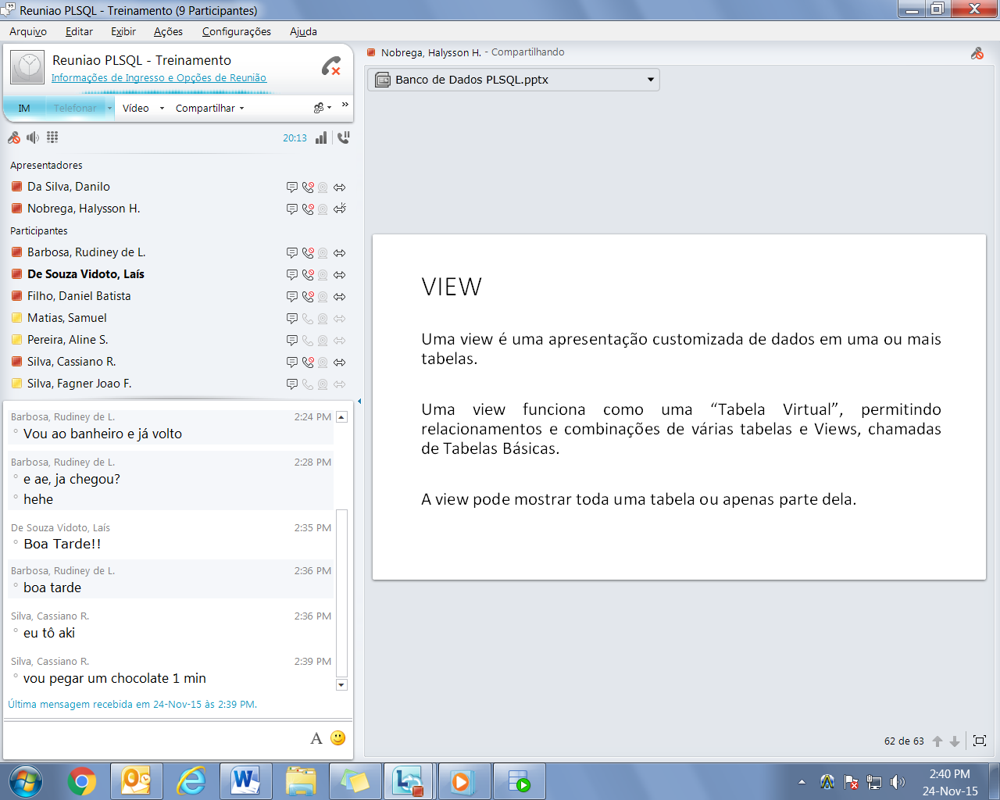 Reuniao PLSQL - Treinamento (9 Participantes)
Arquivo Editar Exibir Ações Configurações Ajuda
Reuniao PLSQL - Treinamento
Informações de Ingresso e Opções de Reunião
IM Telefonar Vídeo Compartilhar »
20:13
Apresentadores
Da Silva, Danilo
Nobrega, Halysson H.
Participantes
Barbosa, Rudiney de L.
De Souza Vidoto, Laís
Filho, Daniel Batista
Matias, Samuel
Pereira, Aline S.
Silva, Cassiano R.
Silva, Fagner Joao F.
Barbosa, Rudiney de L. 2:24 PM
Vou ao banheiro e já volto
Barbosa, Rudiney de L. 2:28 PM
e ae, ja chegou?
hehe
De Souza Vidoto, Laís 2:35 PM
Boa Tarde!!
Barbosa, Rudiney de L. 2:36 PM
boa tarde
Silva, Cassiano R. 2:36 PM
eu tô aki
Silva, Cassiano R. 2:39 PM
vou pegar um chocolate 1 min
Última mensagem recebida em 24-Nov-15 às 2:39 PM.
A
Nobrega, Halysson H. - Compartilhando
Banco de Dados PLSQL.pptx
VIEW
Uma view é uma apresentação customizada de dados em uma ou mais
tabelas.
Uma view funciona como uma “Tabela Virtual”, permitindo
relacionamentos e combinações de várias tabelas e Views, chamadas
de Tabelas Básicas.
A view pode mostrar toda uma tabela ou apenas parte dela.
62 de 63
2:40 PM
24-Nov-15